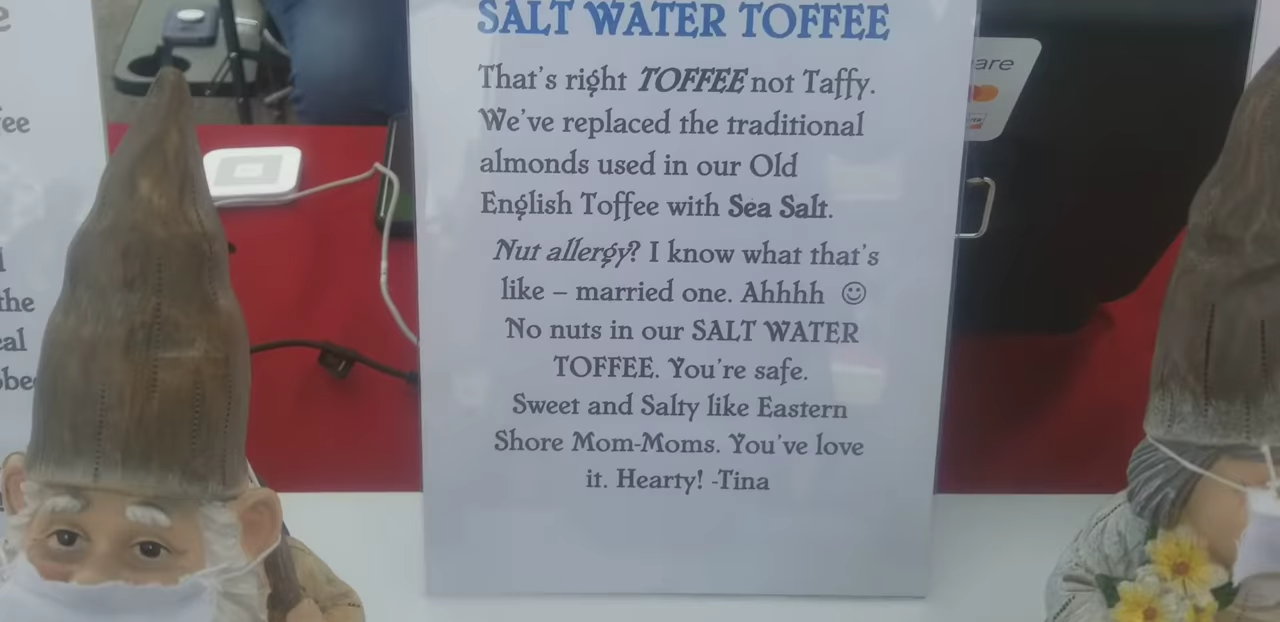 SALT WATER TOFFEE
That's right TOFFEE not Taffy.
We've replaced the traditional
almonds used in our Old
English Toffee with Sea Salt.
Nut allergy? I know what that's
like – married one. Ahhhh ☺
No nuts in our SALT WATER
TOFFEE. You're safe.
Sweet and Salty like Eastern
Shore Mom-Moms. You've love
it. Hearty! -Tina
the